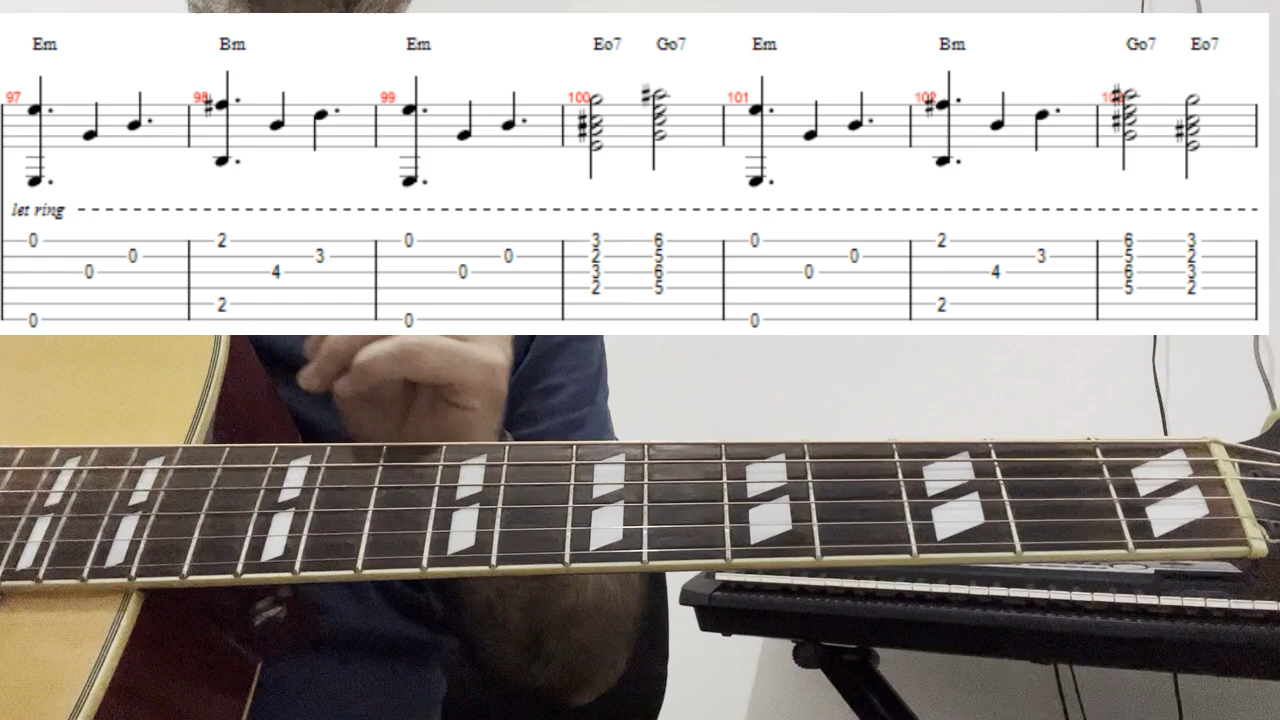 Em Bm Em Eo7 Go7 Em Bm Go7 Eo7
97 98 99 100 101 102
let ring
0 2 0 3 6 0 2 6 3
0 3 0 2 5 0 3 5 2
0 4 0 3 6 0 4 6 3
2 5 5 2
2 2
0 0 0